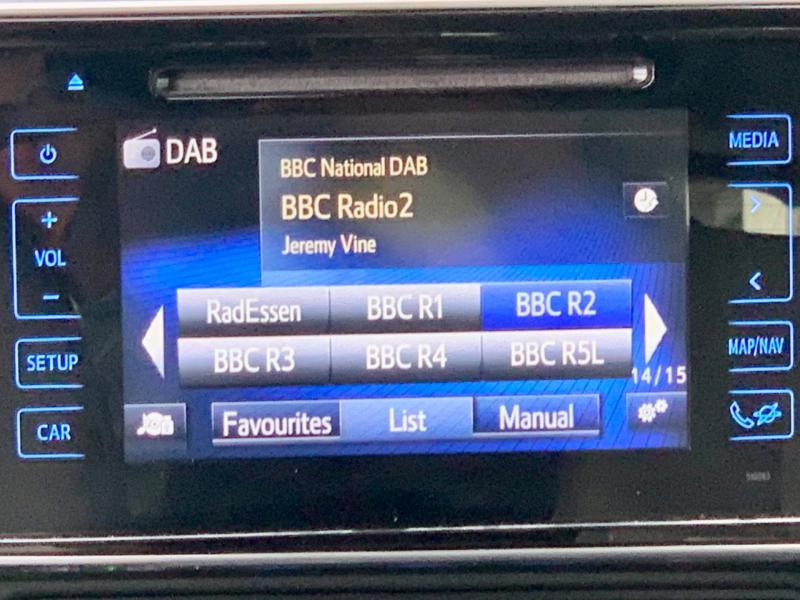 DAB
BBC National DAB
BBC Radio2
Jeremy Vine
RadEssen BBC R1 BBC R2
BBC R3 BBC R4 BBC R5L
14/15
Favourites List Manual
+
VOL
−
SETUP
CAR
MEDIA
>
<
MAP/NAV